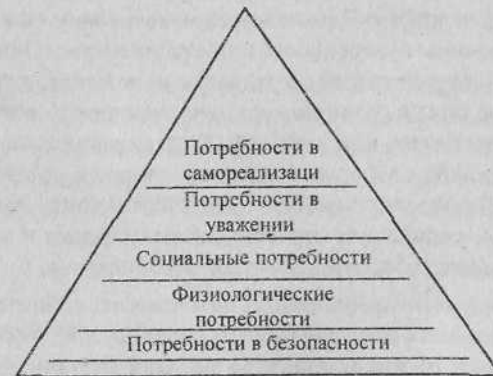 Потребности в
самореализаци
Потребности в
уважении
Социальные потребности
Физиологические
потребности
Потребности в безопасности